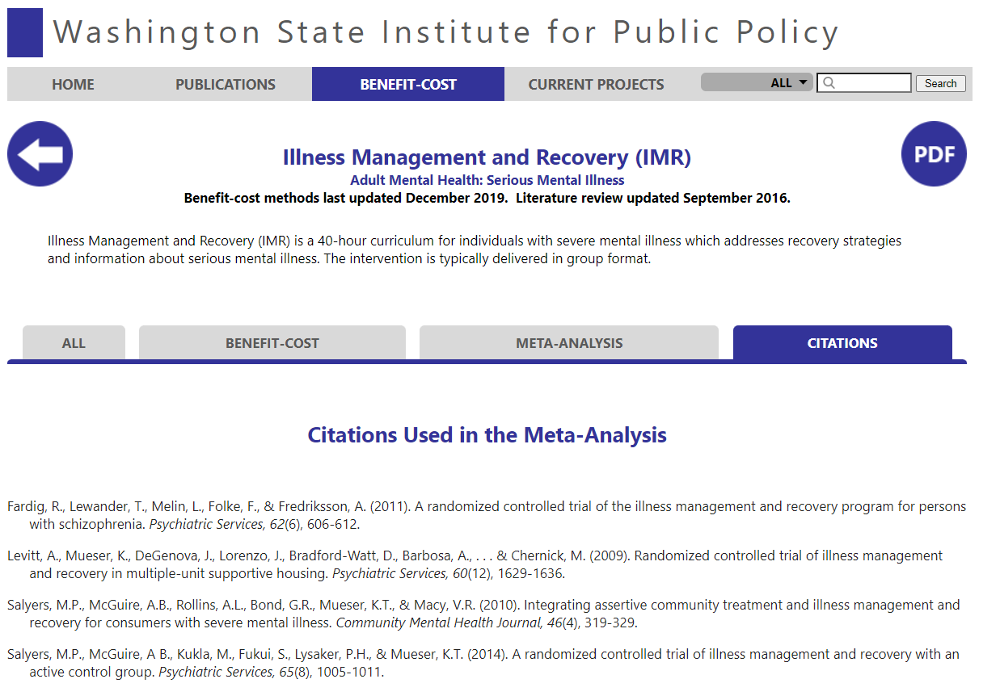 Washington State Institute for Public Policy
HOME PUBLICATIONS BENEFIT-COST CURRENT PROJECTS ALL Search
PDF
Illness Management and Recovery (IMR)
Adult Mental Health: Serious Mental Illness
Benefit-cost methods last updated December 2019.  Literature review updated September 2016.
Illness Management and Recovery (IMR) is a 40-hour curriculum for individuals with severe mental illness which addresses recovery strategies
and information about serious mental illness. The intervention is typically delivered in group format.
ALL BENEFIT-COST META-ANALYSIS CITATIONS
Citations Used in the Meta-Analysis
Fardig, R., Lewander, T., Melin, L., Folke, F., & Fredriksson, A. (2011). A randomized controlled trial of the illness management and recovery program for persons
with schizophrenia. Psychiatric Services, 62(6), 606-612.
Levitt, A., Mueser, K., DeGenova, J., Lorenzo, J., Bradford-Watt, D., Barbosa, A., . . . & Chernick, M. (2009). Randomized controlled trial of illness management
and recovery in multiple-unit supportive housing. Psychiatric Services, 60(12), 1629-1636.
Salyers, M.P., McGuire, A.B., Rollins, A.L., Bond, G.R., Mueser, K.T., & Macy, V.R. (2010). Integrating assertive community treatment and illness management and
recovery for consumers with severe mental illness. Community Mental Health Journal, 46(4), 319-329.
Salyers, M.P., McGuire, A B., Kukla, M., Fukui, S., Lysaker, P.H., & Mueser, K.T. (2014). A randomized controlled trial of illness management and recovery with an
active control group. Psychiatric Services, 65(8), 1005-1011.